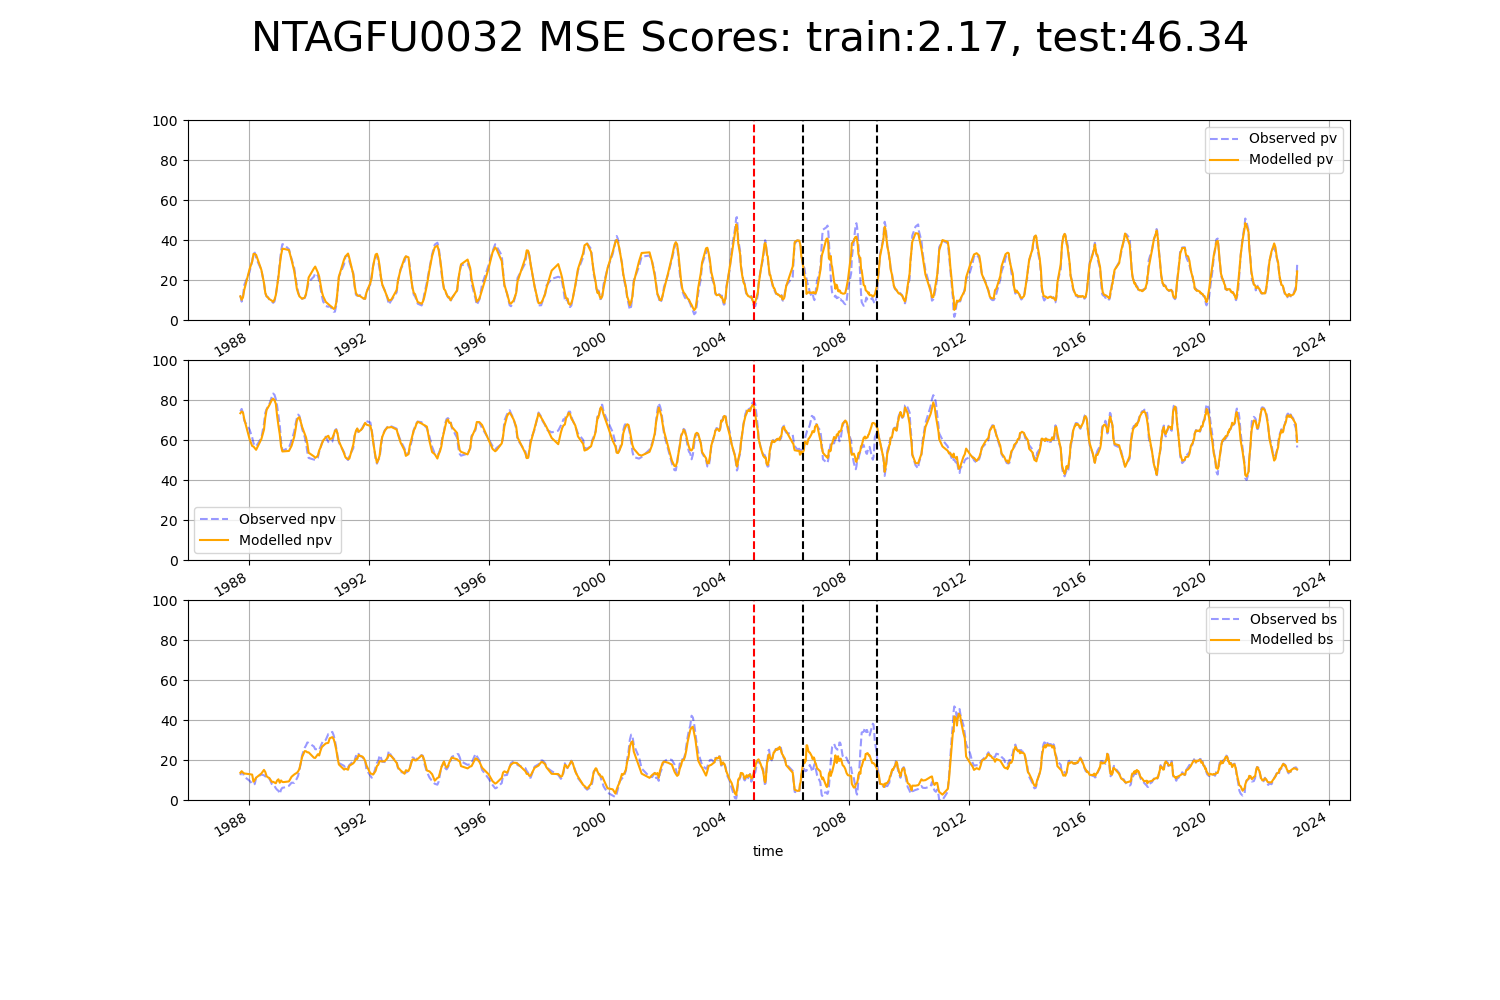 NTAGFU0032 MSE Scores: train:2.17, test:46.34
100
80
60
40
20
0
Observed pv
Modelled pv
1988 1992 1996 2000 2004 2008 2012 2016 2020 2024
100
80
60
40
20
0
Observed npv
Modelled npv
1988 1992 1996 2000 2004 2008 2012 2016 2020 2024
100
80
60
40
20
0
Observed bs
Modelled bs
1988 1992 1996 2000 2004 2008 2012 2016 2020 2024
time